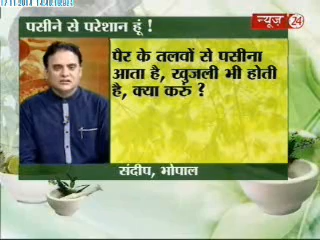 पसीने से परेशान हूं !
न्यूज़ 24
पैर के तलवों से पसीना
आता है, खुजली भी होती
है, क्या करुं ?
संदीप, भोपाल